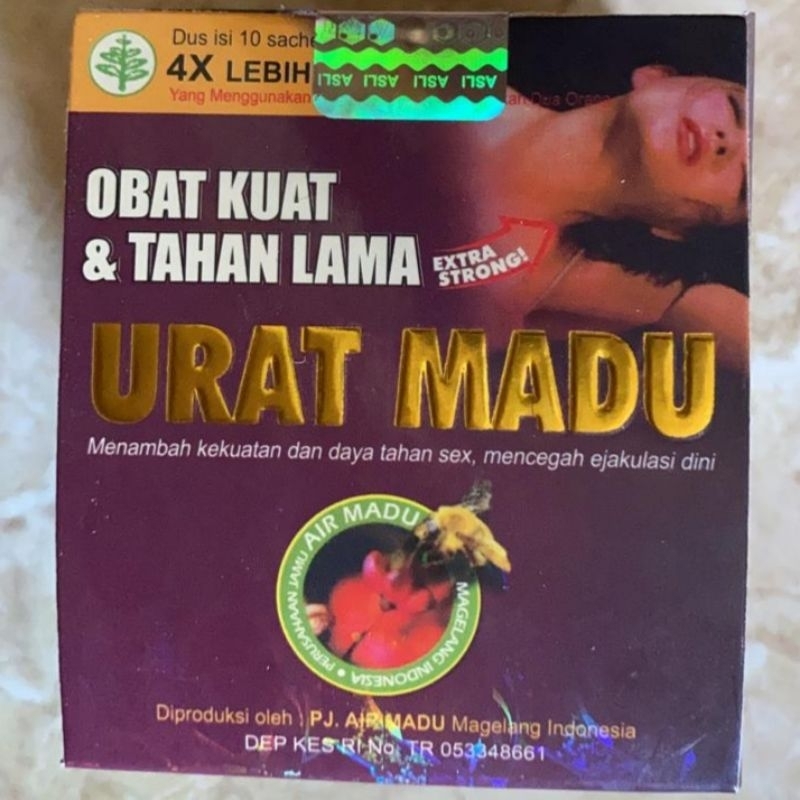 Dus isi 10 sache
4X LEBIH
Yang Menggunakan
ASLI ASLI ASLI ASLI
OBAT KUAT
& TAHAN LAMA
EXTRA
STRONG!
URAT MADU
Menambah kekuatan dan daya tahan sex, mencegah ejakulasi dini
AIR MADU
PERUSAHAAN JAMU • MAGELANG INDONESIA
Diproduksi oleh : PJ. AIR MADU Magelang Indonesia
DEP KES RI No. TR 053348661